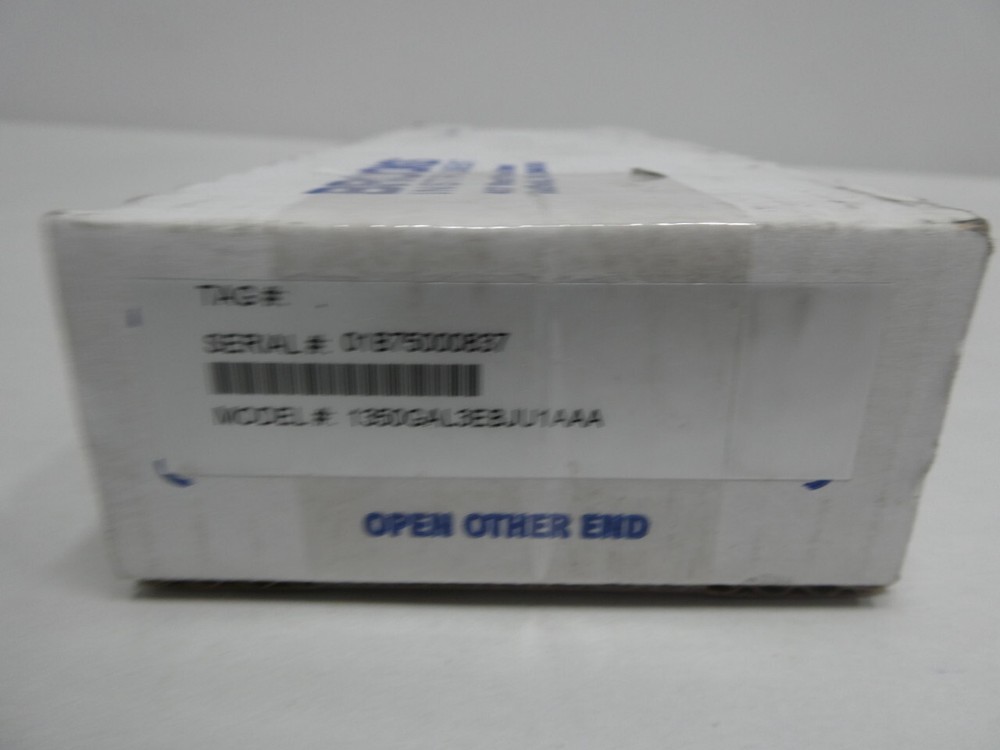 TAG #:
SERIAL #: 01B75000837
MODEL #: 1350GAL3EBJU1AAA
OPEN OTHER END